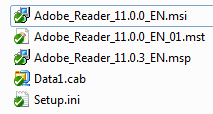 Adobe_Reader_11.0.0_EN.msi
Adobe_Reader_11.0.0_EN_01.mst
Adobe_Reader_11.0.3_EN.msp
Data1.cab
Setup.ini